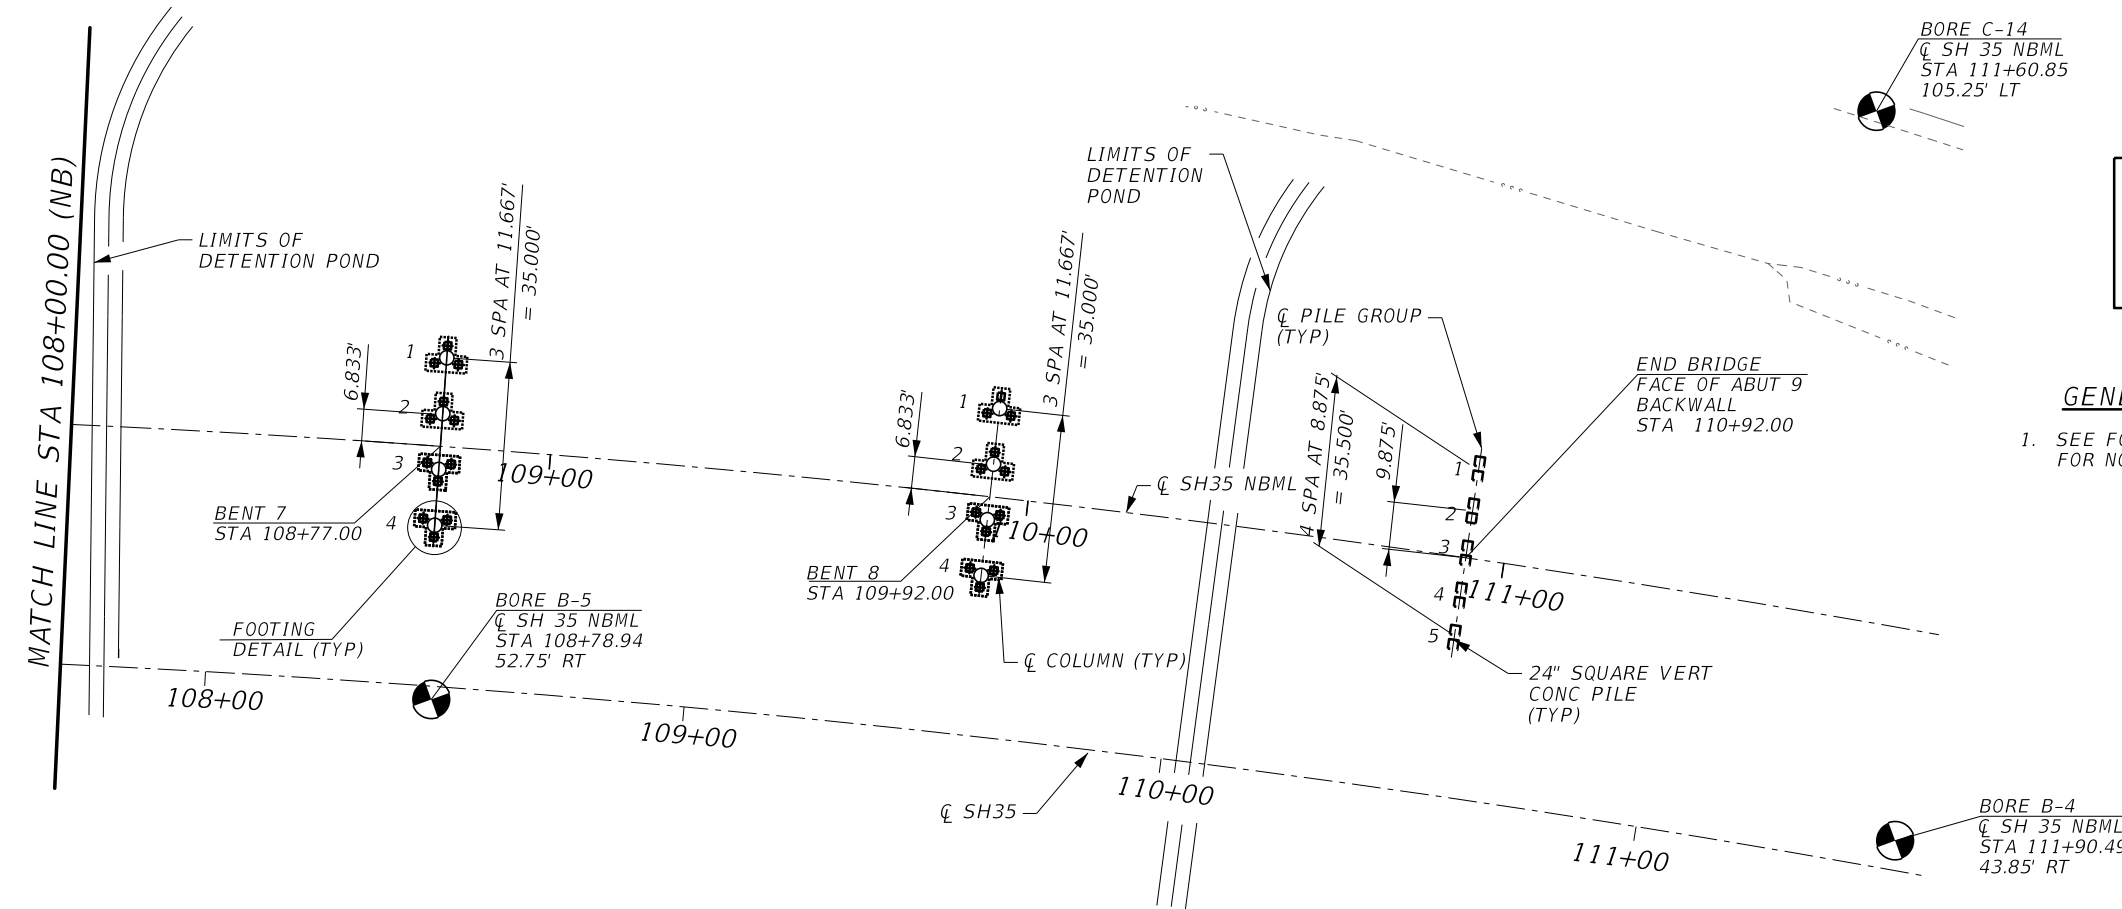 MATCH LINE STA 108+00.00 (NB)
LIMITS OF
DETENTION POND
6.833'
3 SPA AT 11.667'
= 35.000'
1
2
3
4
109+00
BENT 7
STA 108+77.00
FOOTING
DETAIL (TYP)
BORE B-5
℄ SH 35 NBML
STA 108+78.94
52.75' RT
108+00
109+00
6.833'
3 SPA AT 11.667'
= 35.000'
1
2
3
4
110+00
BENT 8
STA 109+92.00
℄ COLUMN (TYP)
LIMITS OF
DETENTION
POND
℄ SH35 NBML
℄ PILE GROUP
(TYP)
4 SPA AT 8.875'
= 35.500'
9.875'
1
2
3
4
5
111+00
END BRIDGE
FACE OF ABUT 9
BACKWALL
STA 110+92.00
24" SQUARE VERT
CONC PILE
(TYP)
℄ SH35
110+00
111+00
BORE C-14
℄ SH 35 NBML
STA 111+60.85
105.25' LT
1. SEE
FOR
BORE B-4
℄ SH 35 NBML
STA 111+90.49
43.85' RT